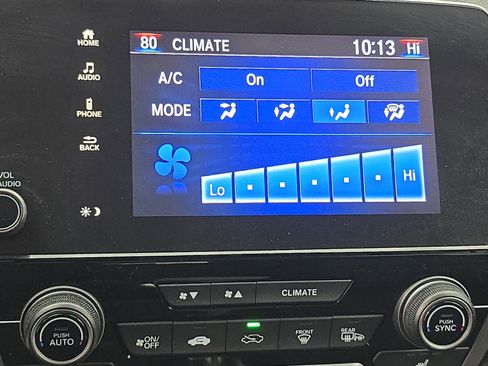 HOME
80 CLIMATE 10:13 Hi
AUDIO
A/C On Off
PHONE
MODE
BACK
VOL
AUDIO
Lo Hi
CLIMATE
PUSH
AUTO
ON/
OFF
FRONT
REAR
PUSH
SYNC